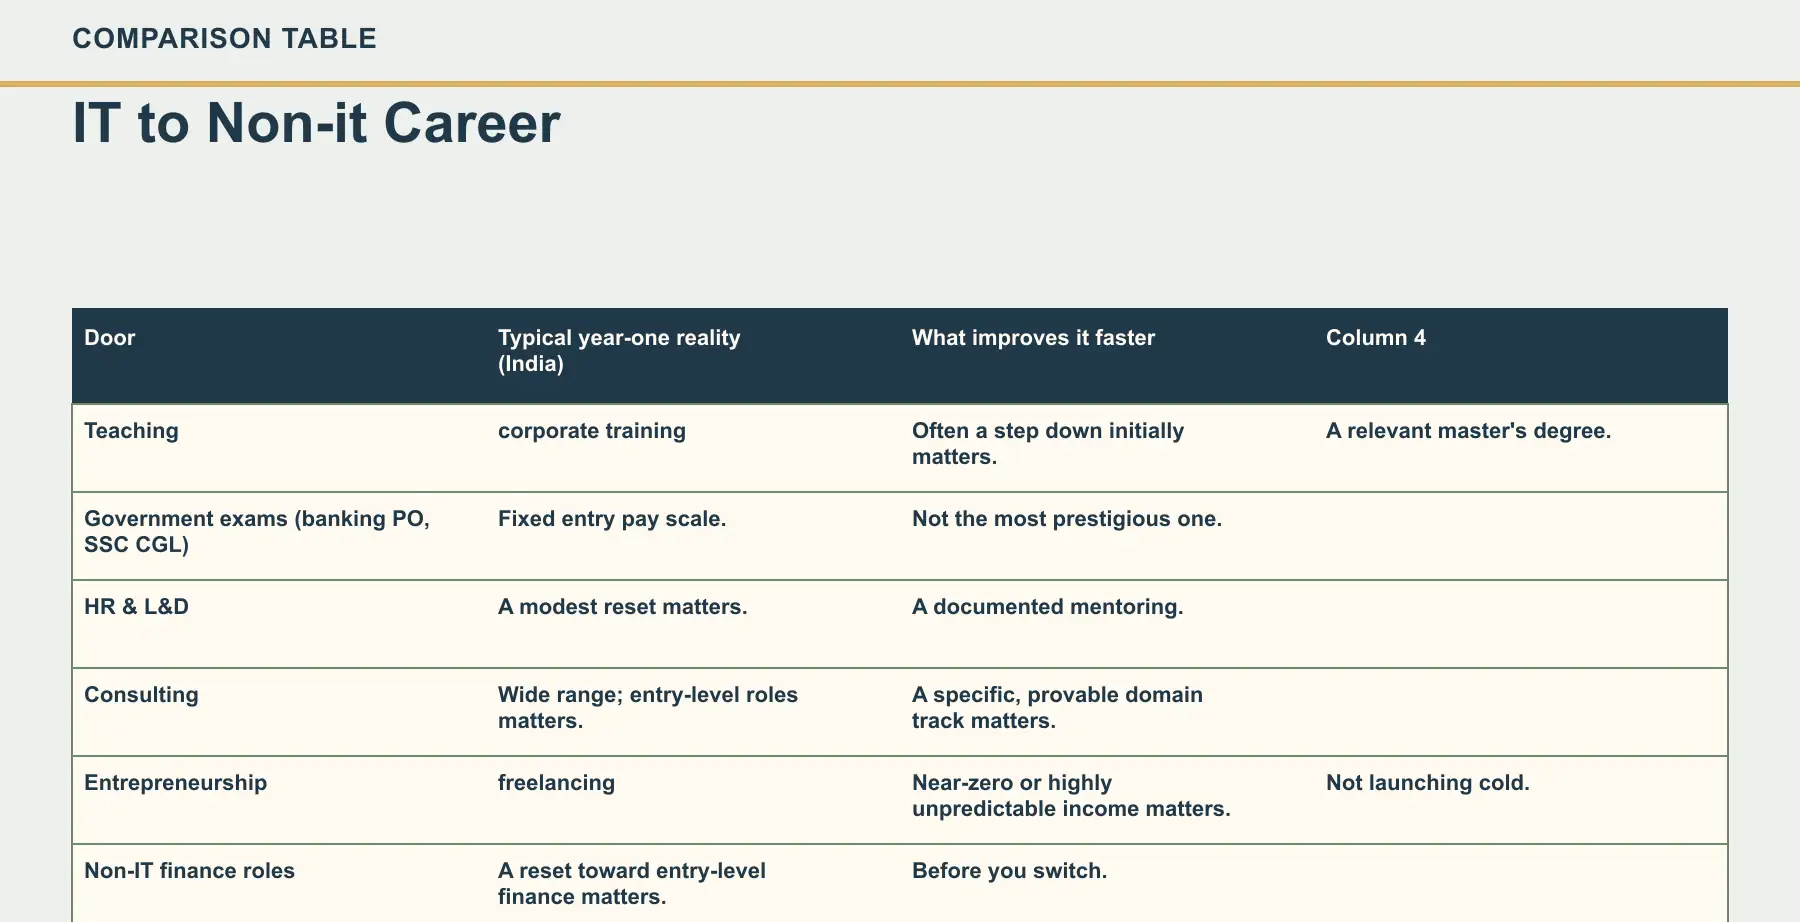 COMPARISON TABLE
IT to Non-it Career
Door
Typical year-one reality
(India)
What improves it faster
Column 4
Teaching
corporate training
Often a step down initially
matters.
A relevant master's degree.
Government exams (banking PO,
SSC CGL)
Fixed entry pay scale.
Not the most prestigious one.
HR & L&D
A modest reset matters.
A documented mentoring.
Consulting
Wide range; entry-level roles
matters.
A specific, provable domain
track matters.
Entrepreneurship
freelancing
Near-zero or highly
unpredictable income matters.
Not launching cold.
Non-IT finance roles
A reset toward entry-level
finance matters.
Before you switch.